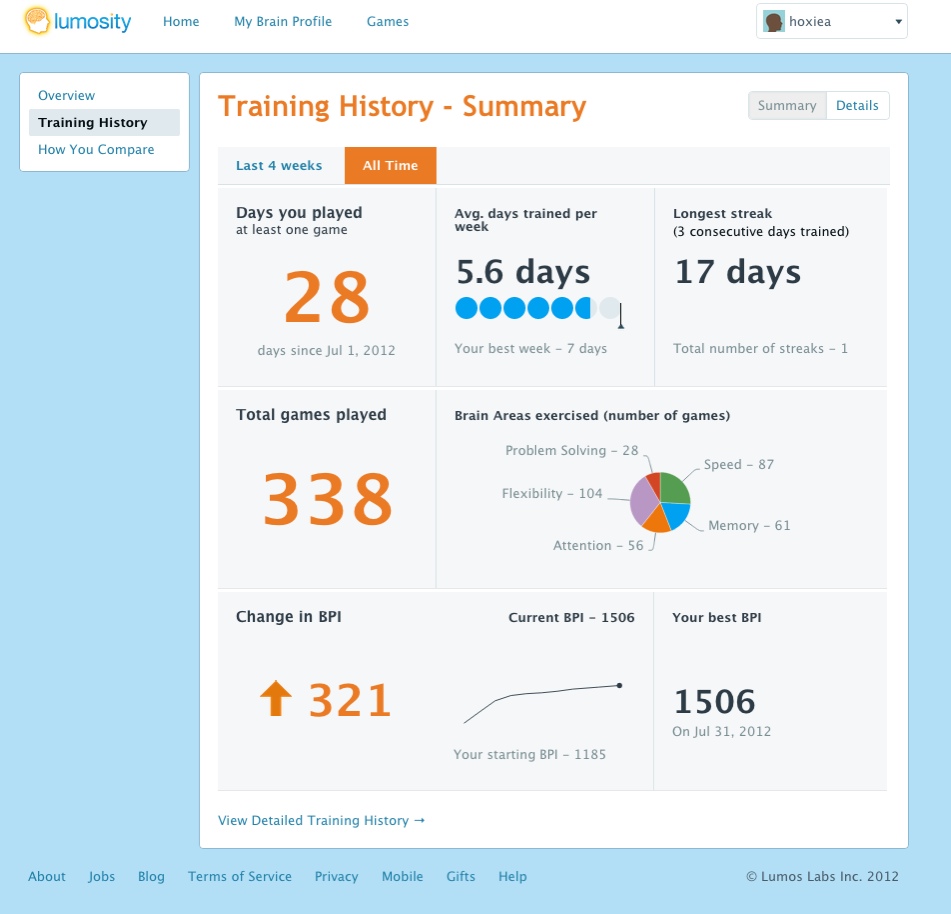 lumosity
Home
My Brain Profile
Games
hoxiea
Overview
Training History
How You Compare
Training History - Summary
Summary
Details
Last 4 weeks
All Time
Days you played
at least one game
28
days since Jul 1, 2012
Avg. days trained per
week
5.6 days
Your best week – 7 days
Longest streak
(3 consecutive days trained)
17 days
Total number of streaks – 1
Total games played
338
Brain Areas exercised (number of games)
Problem Solving – 28
Speed – 87
Flexibility – 104
Memory – 61
Attention – 56
Change in BPI
321
Current BPI – 1506
Your starting BPI – 1185
Your best BPI
1506
On Jul 31, 2012
View Detailed Training History →
About
Jobs
Blog
Terms of Service
Privacy
Mobile
Gifts
Help
© Lumos Labs Inc. 2012